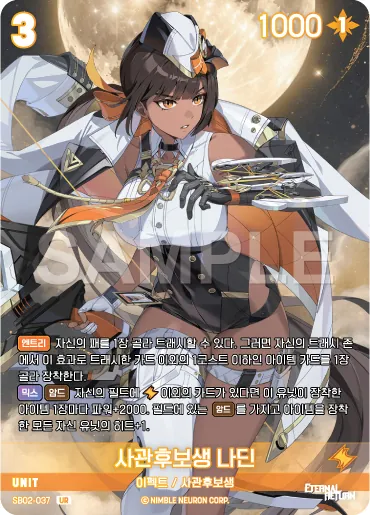 3
1000 1
SAMPLE
엔트리 자신의 패를 1장 골라 트래시할 수 있다. 그러면 자신의 트래시 존
에서 이 효과로 트래시한 카드 이외의 1코스트 이하인 아이템 카드를 1장
골라 장착한다.
믹스 암드 자신의 필드에 이외의 카드가 있다면 이 유닛이 장착한
아이템 1장마다 파워+2000. 필드에 있는 암드 를 가지고 아이템을 장착
한 모든 자신 유닛의 히트+1.
사관후보생 나딘
UNIT
이펙트 / 사관후보생
SB02-037 UR
© NIMBLE NEURON CORP.
ETERNAL RETURN